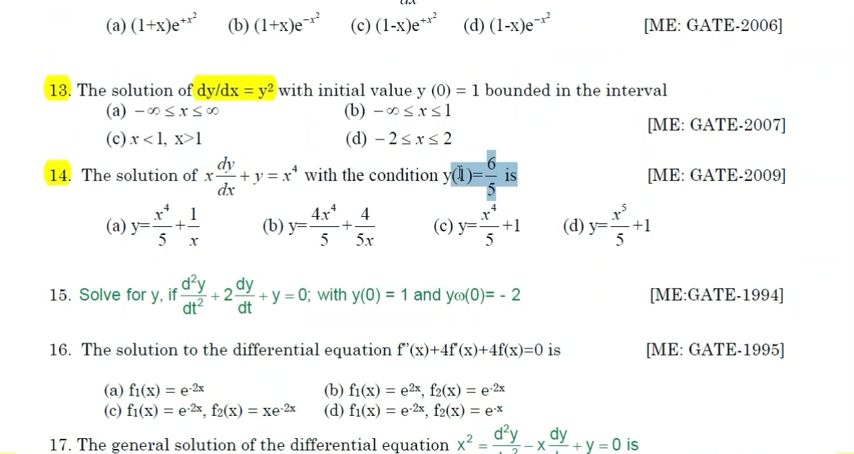 (a) (1+x)e⁺ˣ² (b) (1+x)e⁻ˣ² (c) (1-x)e⁺ˣ² (d) (1-x)e⁻ˣ² [ME: GATE-2006]
13. The solution of dy/dx = y² with initial value y (0) = 1 bounded in the interval
(a) −∞ ≤ x ≤ ∞ (b) −∞ ≤ x ≤ 1
[ME: GATE-2007]
(c) x < 1, x>1 (d) −2 ≤ x ≤ 2
14. The solution of x dy/dx + y = x⁴ with the condition y(1)= 6/5 is [ME: GATE-2009]
(a) y= x⁴/5 + 1/x (b) y= 4x⁴/5 + 4/5x (c) y= x⁴/5 +1 (d) y= x⁵/5 +1
15. Solve for y, if d²y/dt² + 2 dy/dt + y = 0; with y(0) = 1 and yω(0)= - 2 [ME:GATE-1994]
16. The solution to the differential equation f”(x)+4f’(x)+4f(x)=0 is [ME: GATE-1995]
(a) f₁(x) = e⁻²ˣ (b) f₁(x) = e²ˣ, f₂(x) = e⁻²ˣ
(c) f₁(x) = e⁻²ˣ, f₂(x) = xe⁻²ˣ (d) f₁(x) = e⁻²ˣ, f₂(x) = e⁻ˣ
17. The general solution of the differential equation x² = d²y − x dy + y = 0 is